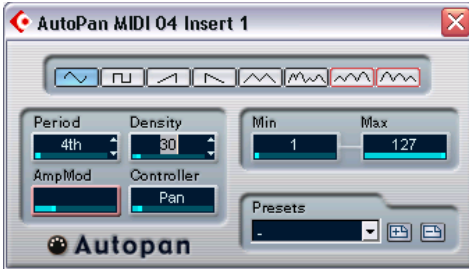 AutoPan MIDI 04 Insert 1
Period Density
4th 30
AmpMod Controller
Pan
Min Max
1 127
Presets
-
Autopan